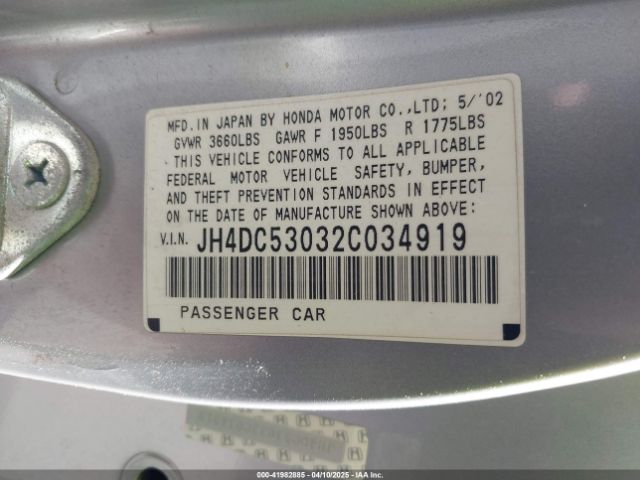 MFD. IN JAPAN BY HONDA MOTOR CO.,LTD; 5/'02
GVWR 3660LBS GAWR F 1950LBS R 1775LBS
THIS VEHICLE CONFORMS TO ALL APPLICABLE
FEDERAL MOTOR VEHICLE SAFETY, BUMPER,
AND THEFT PREVENTION STANDARDS IN EFFECT
ON THE DATE OF MANUFACTURE SHOWN ABOVE:
V.I.N. JH4DC53032C034919
PASSENGER CAR
000-41982885 - 04/10/2025 - IAAI.com